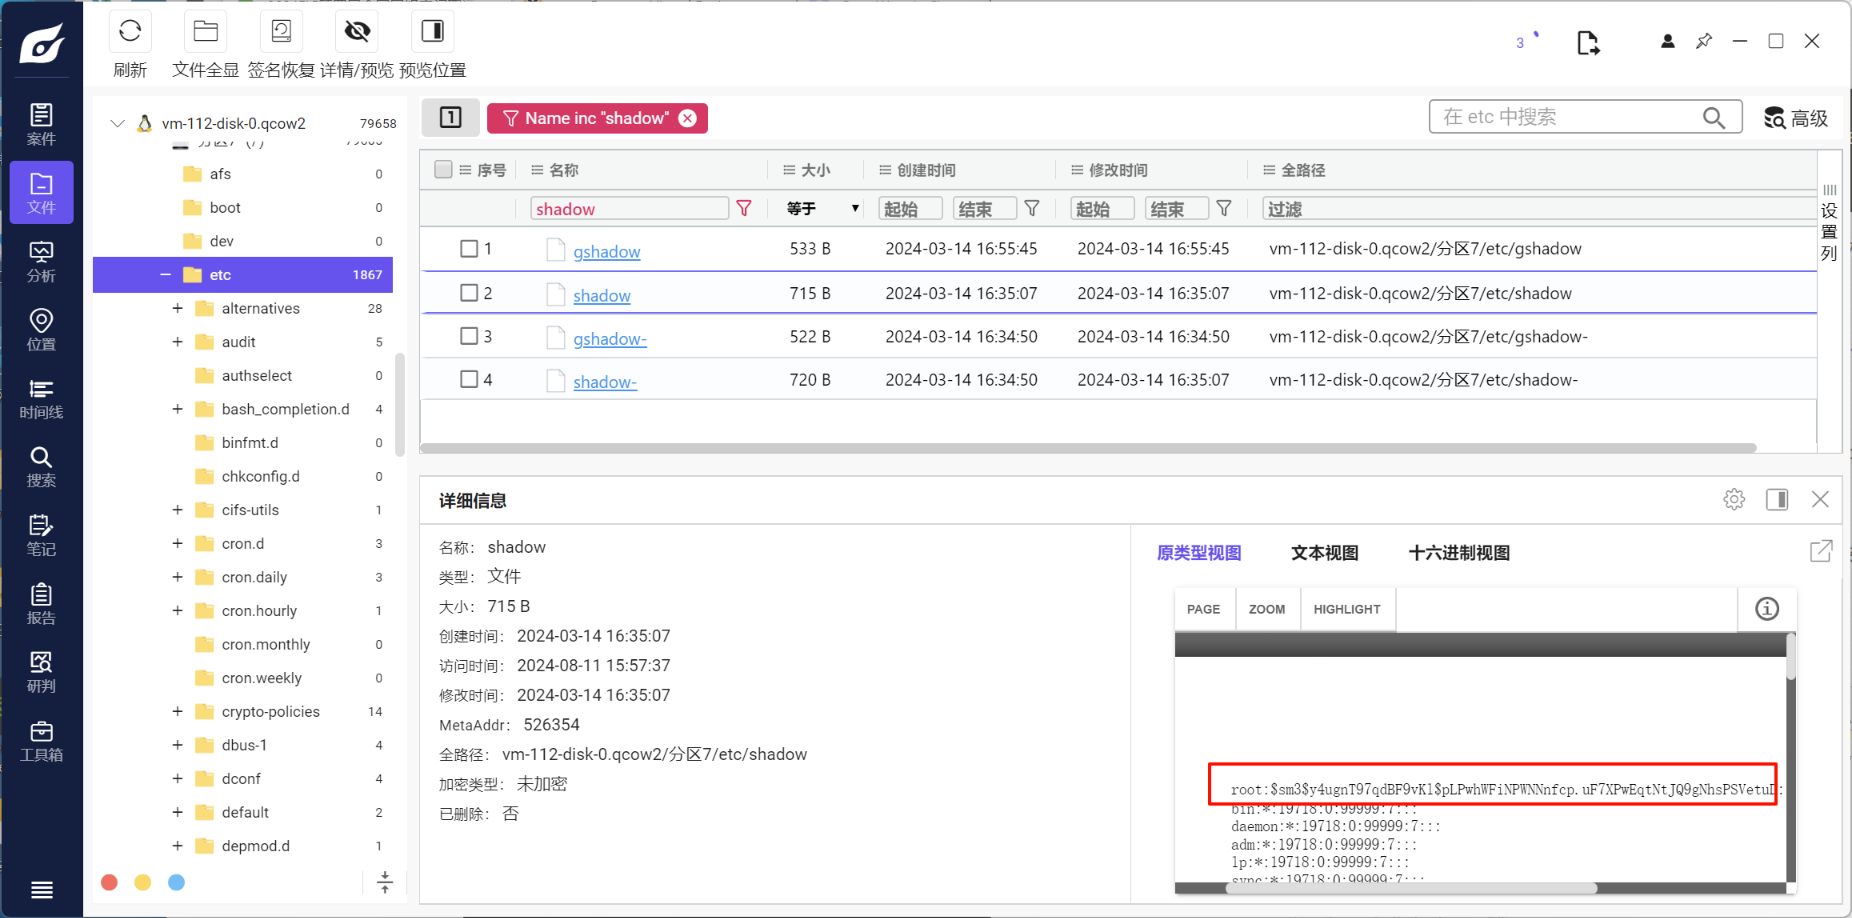 刷新
文件全显
签名恢复
详情/预览
预览位置
3
案件
文件
分析
位置
时间线
搜索
笔记
报告
研判
工具箱
vm-112-disk-0.qcow2 79658
分区7 (7)
afs 0
boot 0
dev 0
etc 1867
alternatives 28
audit 5
authselect 0
bash_completion.d 4
binfmt.d 0
chkconfig.d 0
cifs-utils 1
cron.d 3
cron.daily 3
cron.hourly 1
cron.monthly 0
cron.weekly 0
crypto-policies 14
dbus-1 4
dconf 4
default 2
depmod.d 1
1
Name inc "shadow"
在 etc 中搜索
高级
序号 名称 大小 创建时间 修改时间 全路径
shadow 等于 起始 结束 起始 结束 过滤
1 gshadow 533 B 2024-03-14 16:55:45 2024-03-14 16:55:45 vm-112-disk-0.qcow2/分区7/etc/gshadow
2 shadow 715 B 2024-03-14 16:35:07 2024-03-14 16:35:07 vm-112-disk-0.qcow2/分区7/etc/shadow
3 gshadow- 522 B 2024-03-14 16:34:50 2024-03-14 16:34:50 vm-112-disk-0.qcow2/分区7/etc/gshadow-
4 shadow- 720 B 2024-03-14 16:34:50 2024-03-14 16:35:07 vm-112-disk-0.qcow2/分区7/etc/shadow-
设置列
详细信息
名称: shadow
类型: 文件
大小: 715 B
创建时间: 2024-03-14 16:35:07
访问时间: 2024-08-11 15:57:37
修改时间: 2024-03-14 16:35:07
MetaAddr: 526354
全路径: vm-112-disk-0.qcow2/分区7/etc/shadow
加密类型: 未加密
已删除: 否
原类型视图 文本视图 十六进制视图
PAGE ZOOM HIGHLIGHT
root:$sm3$y4ugnT97qdBF9vKl$pLPwhWFiNPWNNnfcp.uF7XPwEqtNtJQ9gNhsPSVetuD:
bin:*:19718:0:99999:7:::
daemon:*:19718:0:99999:7:::
adm:*:19718:0:99999:7:::
lp:*:19718:0:99999:7:::
sync:*:19718:0:99999:7:::